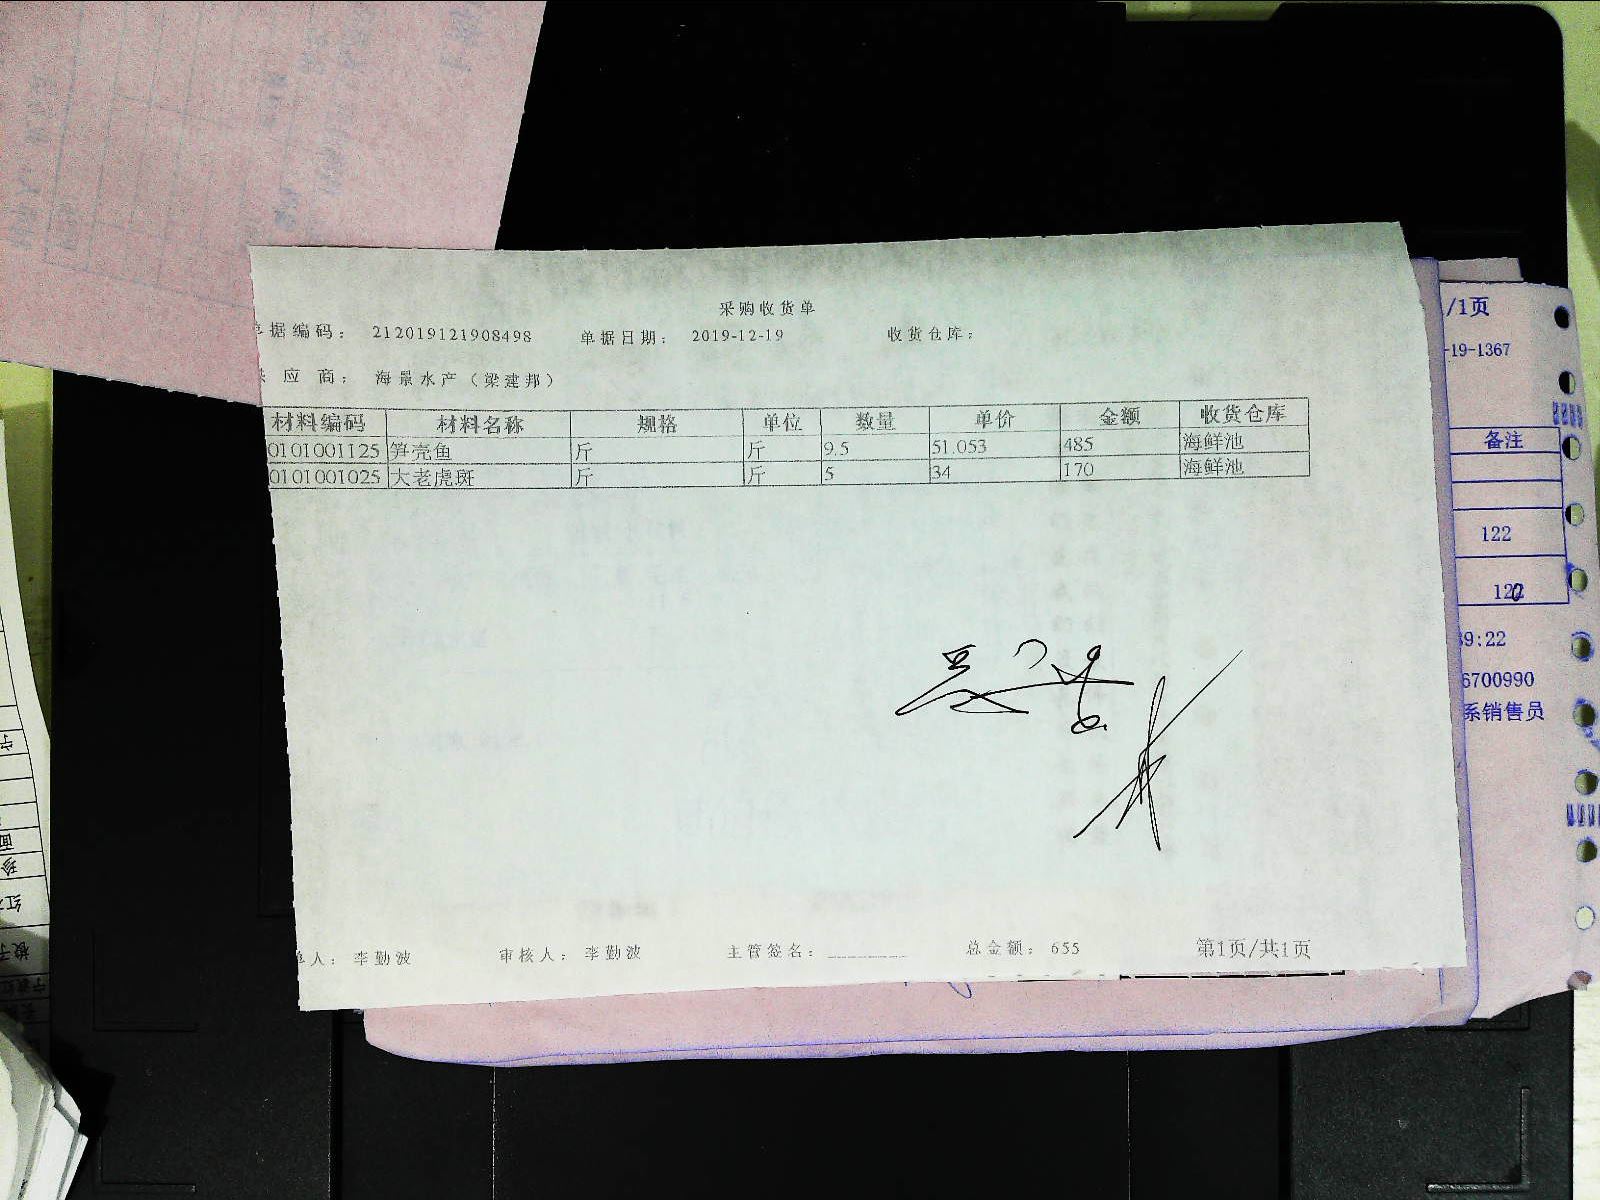 采购收货单
单据编码: 212019121908498 单据日期: 2019-12-19 收货仓库:
应 商: 海景水产(梁建邦)
材料编码 材料名称 规格 单位 数量 单价 金额 收货仓库
0101001125 笋壳鱼 斤 斤 9.5 51.053 485 海鲜池
0101001025 大老虎斑 斤 斤 5 34 170 海鲜池
人: 李勤波 审核人: 李勤波 主管签名: 总金额: 655 第1页/共1页
/1页
-19-1367
备注
122
122
39:22
6700990
系销售员